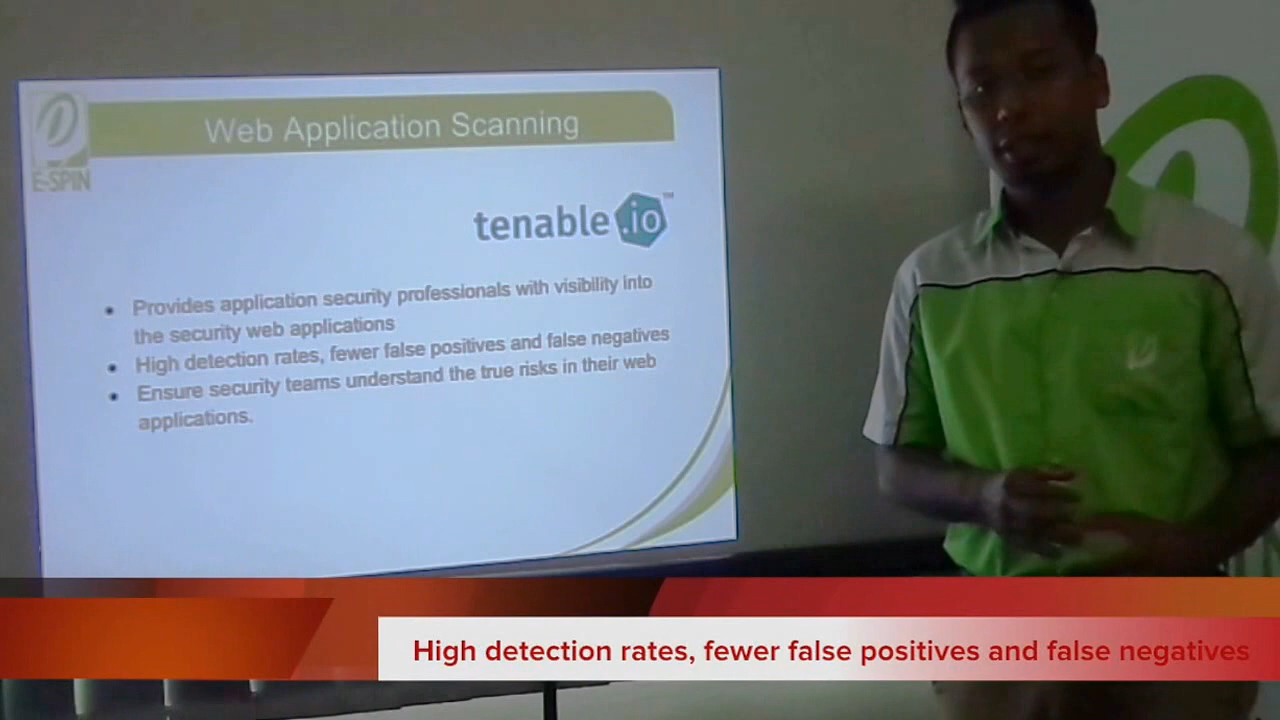 Web Application Scanning
E-SPIN
tenable.io™
• Provides application security professionals with visibility into
the security web applications
• High detection rates, fewer false positives and false negatives
• Ensure security teams understand the true risks in their web
applications.
High detection rates, fewer false positives and false negatives